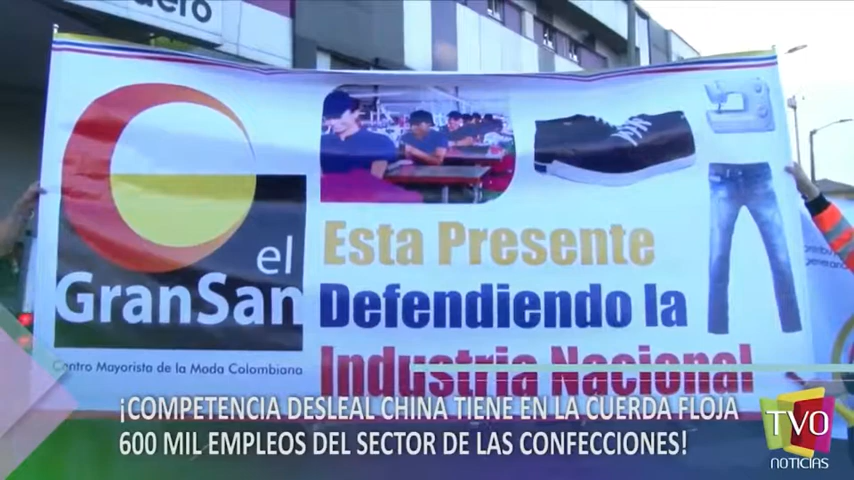 el
GranSan
Centro Mayorista de la Moda Colombiana
Esta Presente
Defendiendo la
Industria Nacional
¡COMPETENCIA DESLEAL CHINA TIENE EN LA CUERDA FLOJA
600 MIL EMPLEOS DEL SECTOR DE LAS CONFECCIONES!
TVO
NOTICIAS